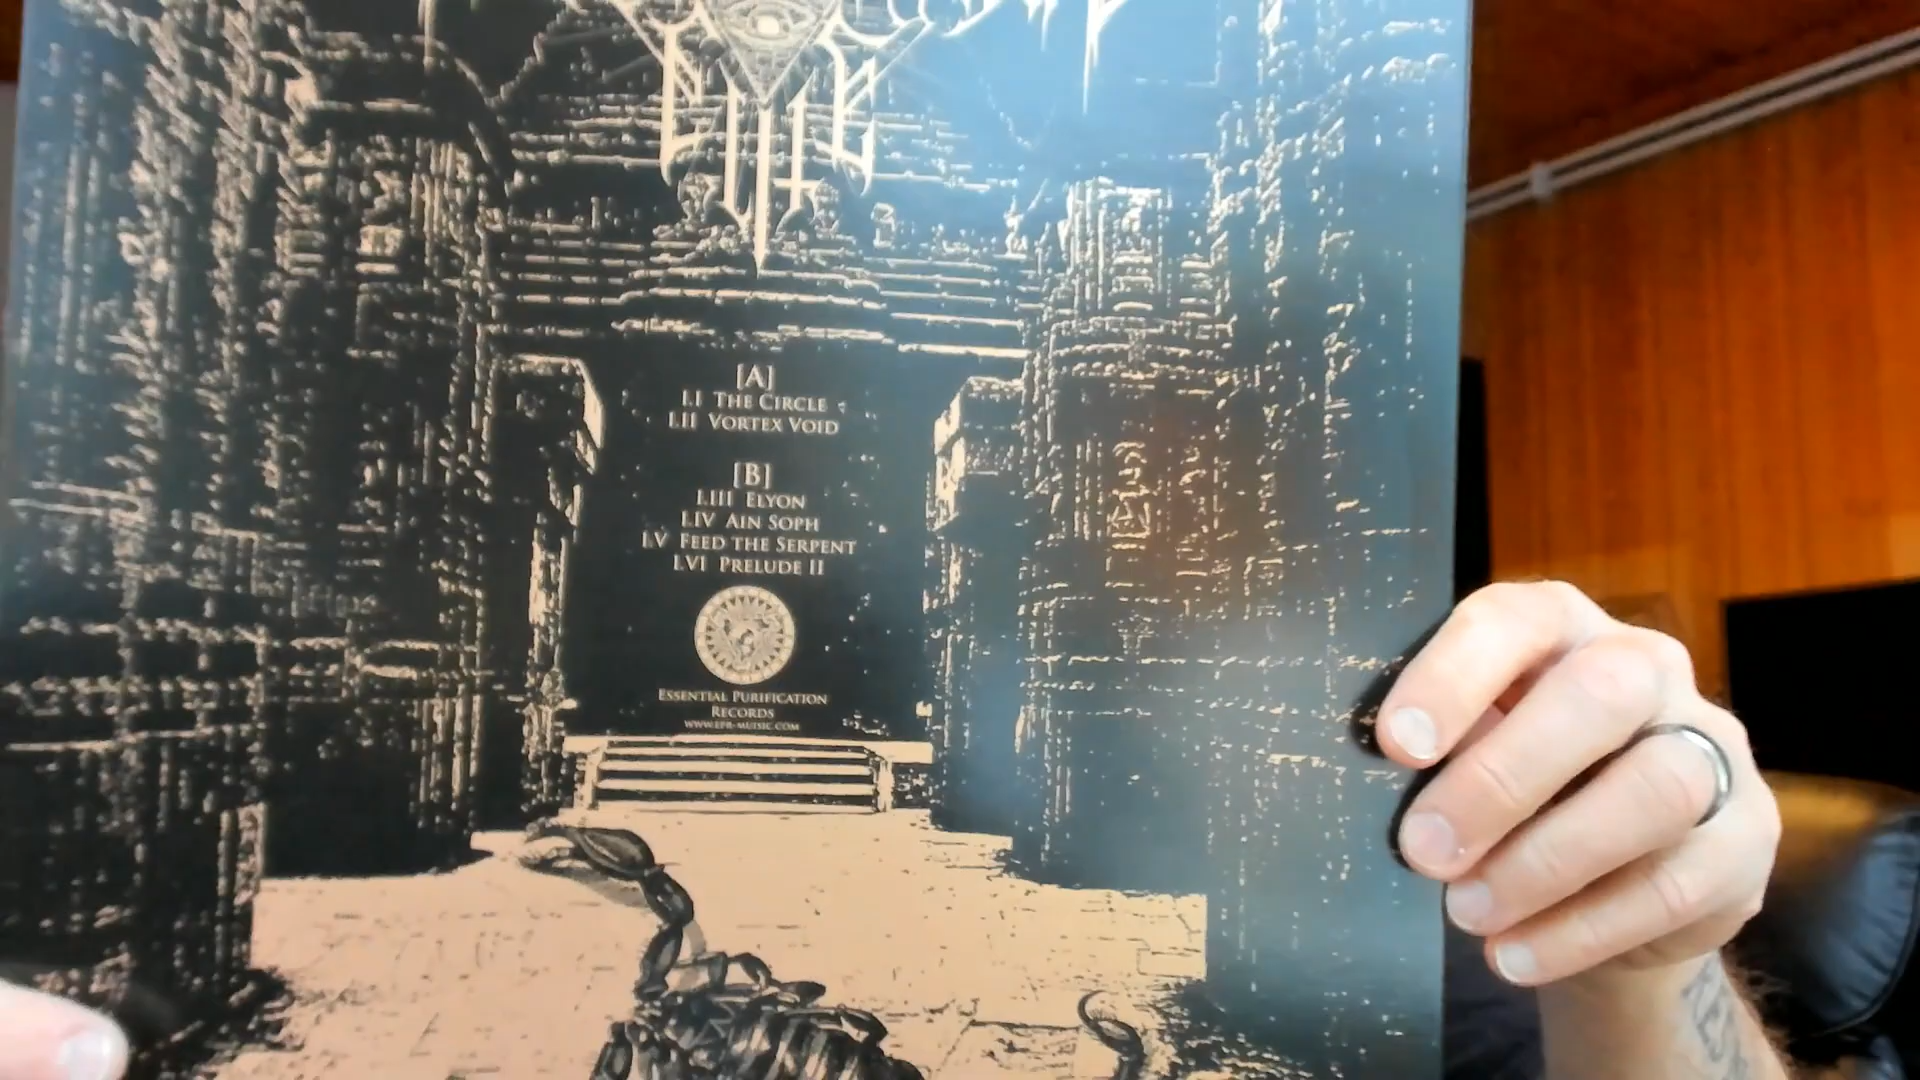 [A]
I.I The Circle
I.II Vortex Void
[B]
I.III Elyon
I.IV Ain Soph
I.V Feed the Serpent
I.VI Prelude II
Essential Purification
Records
www.epr-music.com